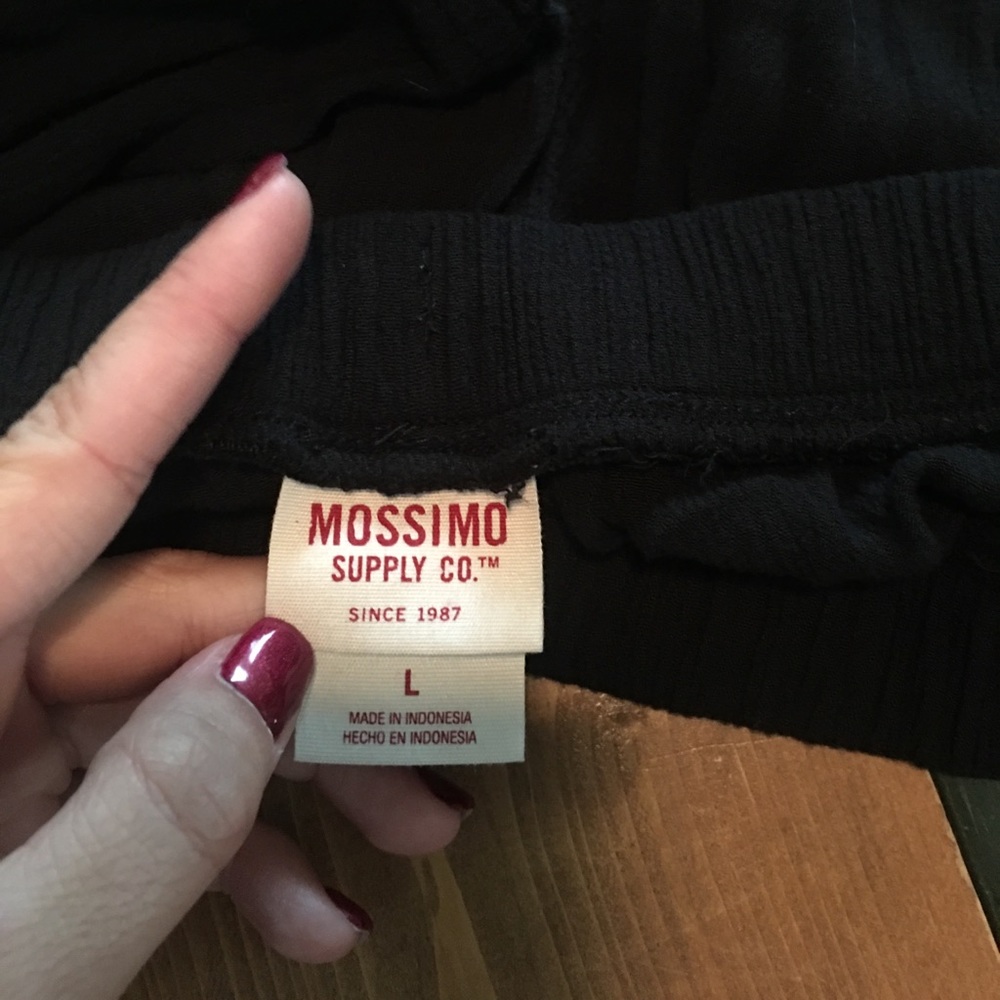 MOSSIMO
SUPPLY CO.™
SINCE 1987
L
MADE IN INDONESIA
HECHO EN INDONESIA